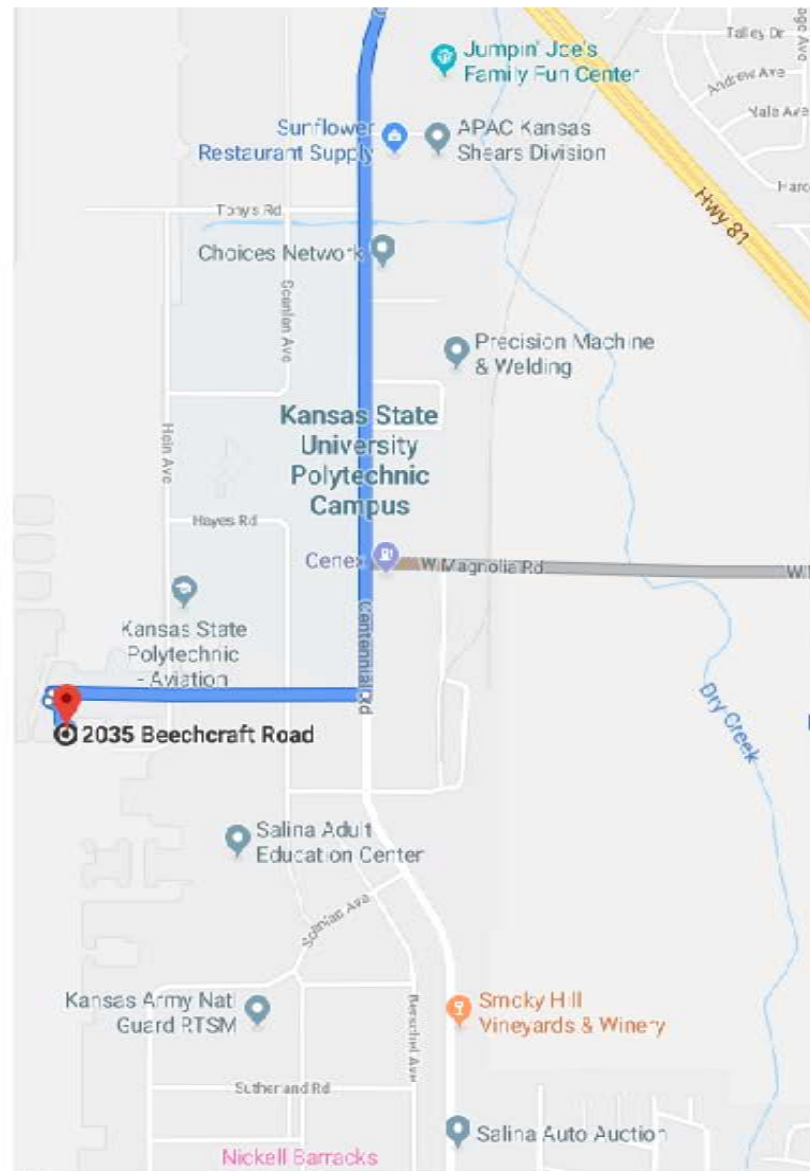 Talley Dr
Jumpin' Joe's
Family Fun Center
Andrew Ave
Yale Ave
Sunflower
Restaurant Supply
APAC Kansas
Shears Division
Tony's Rd
Hwy 81
Choices Network
Scanlan Ave
Precision Machine
& Welding
Kansas State
University
Polytechnic
Campus
Hein Ave
Hayes Rd
Cenex
W Magnolia Rd
W
Centennial Rd
Kansas State
Polytechnic
- Aviation
Dry Creek
2035 Beechcraft Road
Salina Adult
Education Center
Scanlan Ave
Kansas Army Natl
Guard RTSM
Smoky Hill
Vineyards & Winery
Berschel Ave
Sutherland Rd
Salina Auto Auction
Nickell Barracks